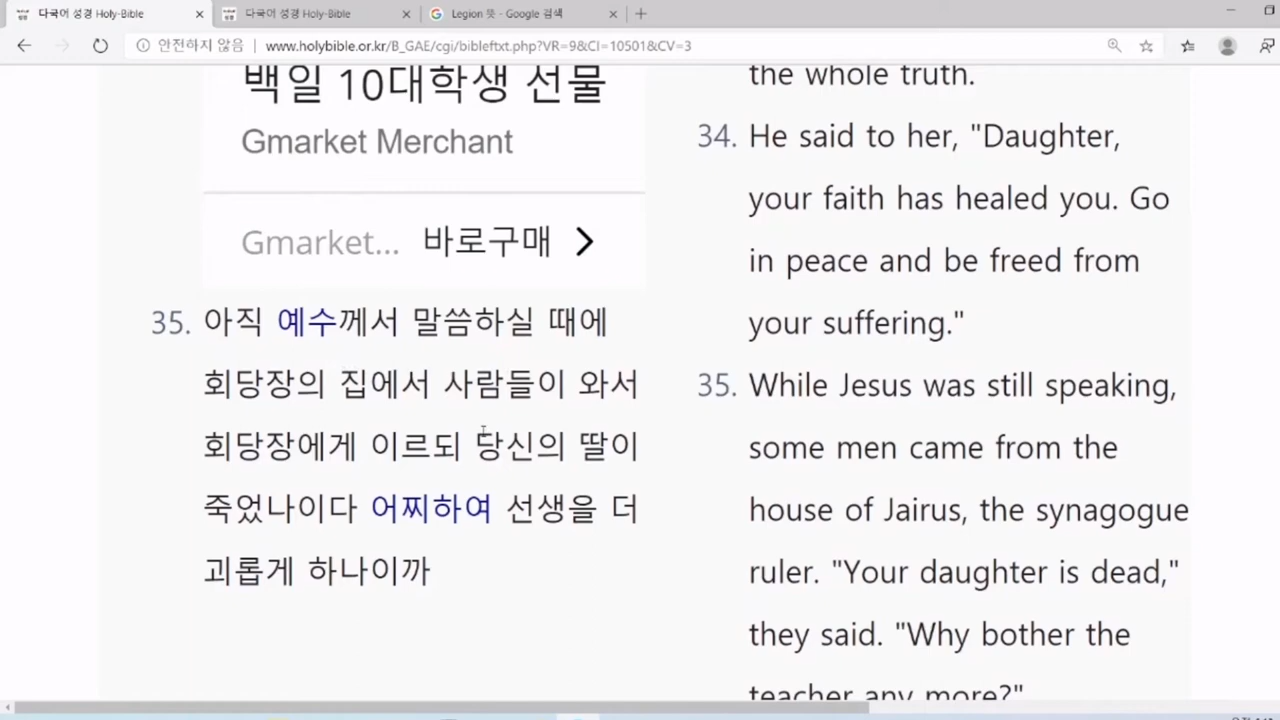 다국어 성경 Holy-Bible
다국어 성경 Holy-Bible
Legion 뜻 - Google 검색
안전하지 않음 | www.holybible.or.kr/B_GAE/cgi/bibleftxt.php?VR=9&CI=10501&CV=3
백일 10대학생 선물
Gmarket Merchant
Gmarket... 바로구매
35. 아직 예수께서 말씀하실 때에
회당장의 집에서 사람들이 와서
회당장에게 이르되 당신의 딸이
죽었나이다 어찌하여 선생을 더
괴롭게 하나이까
the whole truth.
34. He said to her, "Daughter,
your faith has healed you. Go
in peace and be freed from
your suffering."
35. While Jesus was still speaking,
some men came from the
house of Jairus, the synagogue
ruler. "Your daughter is dead,"
they said. "Why bother the
teacher any more?"